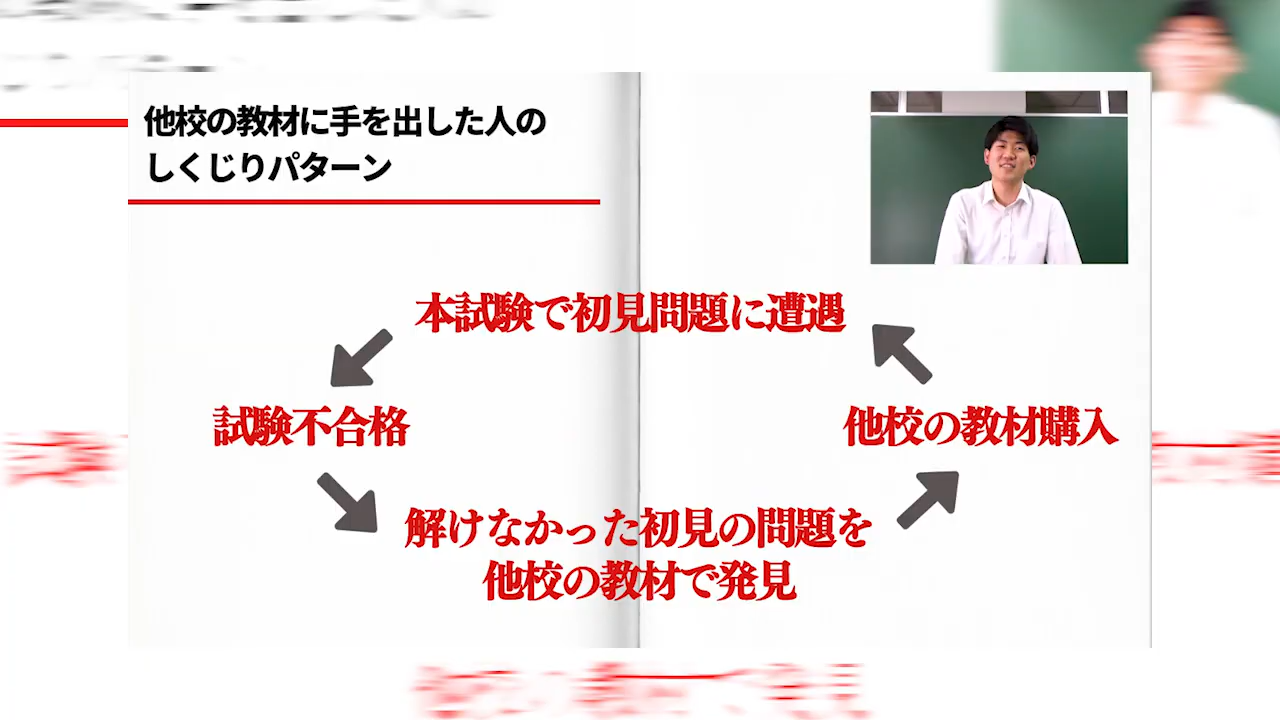 他校の教材に手を出した人の
しくじりパターン
本試験で初見問題に遭遇
試験不合格
他校の教材購入
解けなかった初見の問題を
他校の教材で発見